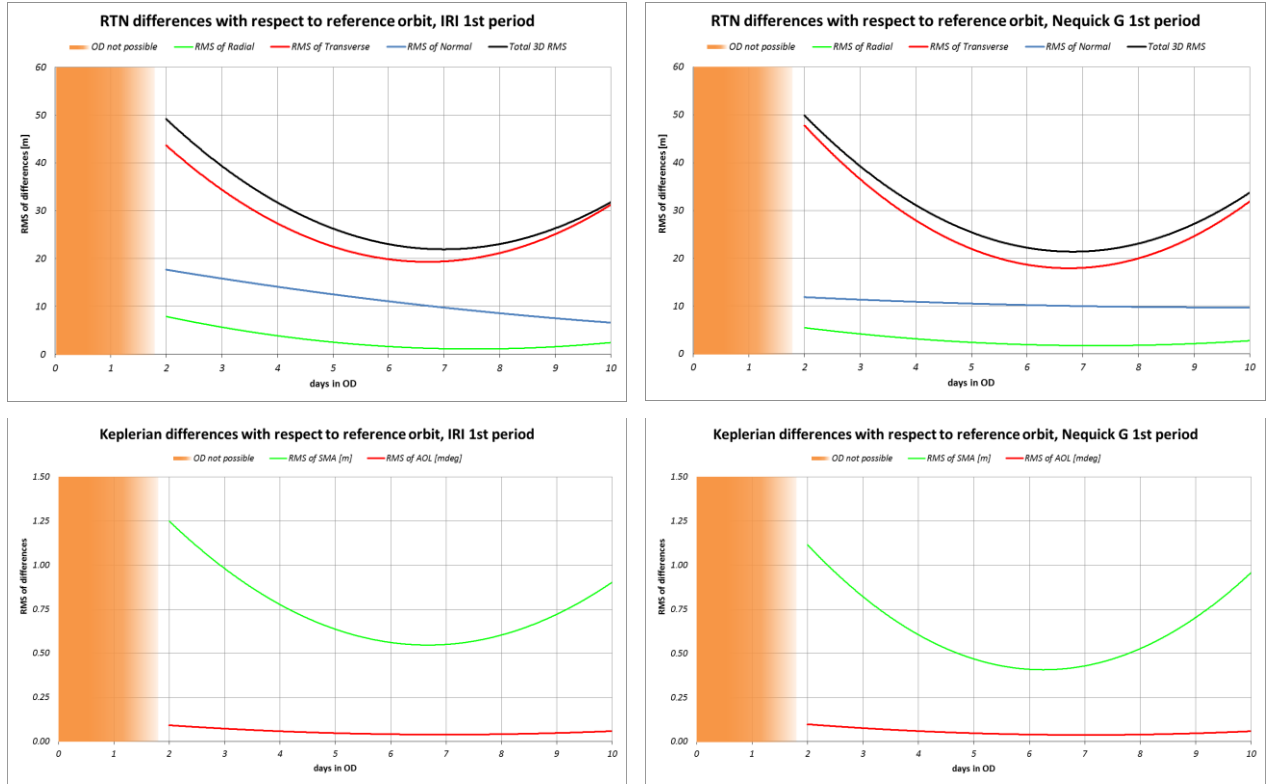 RTN differences with respect to reference orbit, IRI 1st period
OD not possible RMS of Radial RMS of Transverse RMS of Normal Total 3D RMS
RMS of differences [m]
60
50
40
30
20
10
0
0 1 2 3 4 5 6 7 8 9 10
days in OD
RTN differences with respect to reference orbit, Nequick G 1st period
OD not possible RMS of Radial RMS of Transverse RMS of Normal Total 3D RMS
RMS of differences [m]
60
50
40
30
20
10
0
0 1 2 3 4 5 6 7 8 9 10
days in OD
Keplerian differences with respect to reference orbit, IRI 1st period
OD not possible RMS of SMA [m] RMS of AOL [mdeg]
RMS of differences
1.50
1.25
1.00
0.75
0.50
0.25
0.00
0 1 2 3 4 5 6 7 8 9 10
days in OD
Keplerian differences with respect to reference orbit, Nequick G 1st period
OD not possible RMS of SMA [m] RMS of AOL [mdeg]
RMS of differences
1.50
1.25
1.00
0.75
0.50
0.25
0.00
0 1 2 3 4 5 6 7 8 9 10
days in OD